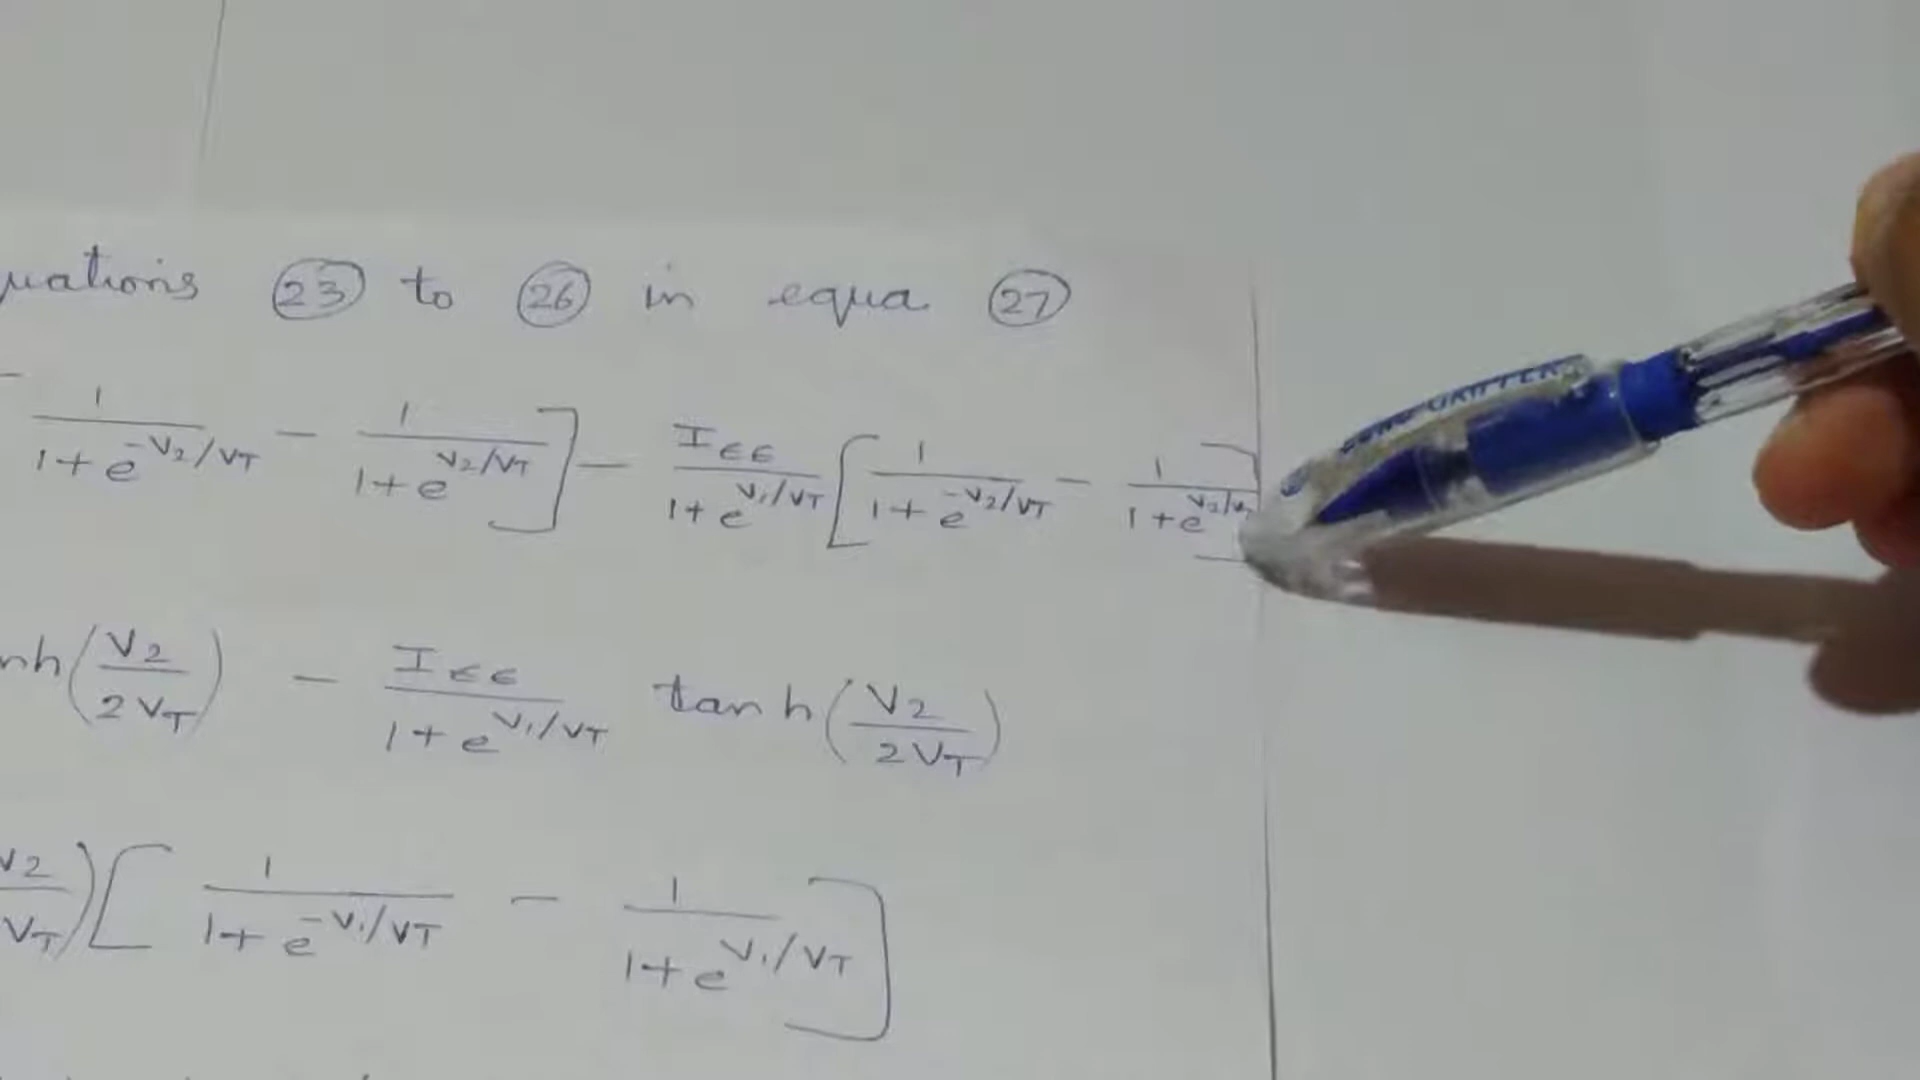 uations (23) to (26) in equa (27)
1/(1+e^(-V2/VT)) - 1/(1+e^(V2/VT))] - IEE/(1+e^(V1/VT)) [1/(1+e^(-V2/VT)) - 1/(1+e^(V2/VT))]
nh(V2/2VT) - IEE/(1+e^(V1/VT)) tanh(V2/2VT)
V2/VT)[1/(1+e^(-V1/VT)) - 1/(1+e^(V1/VT))]